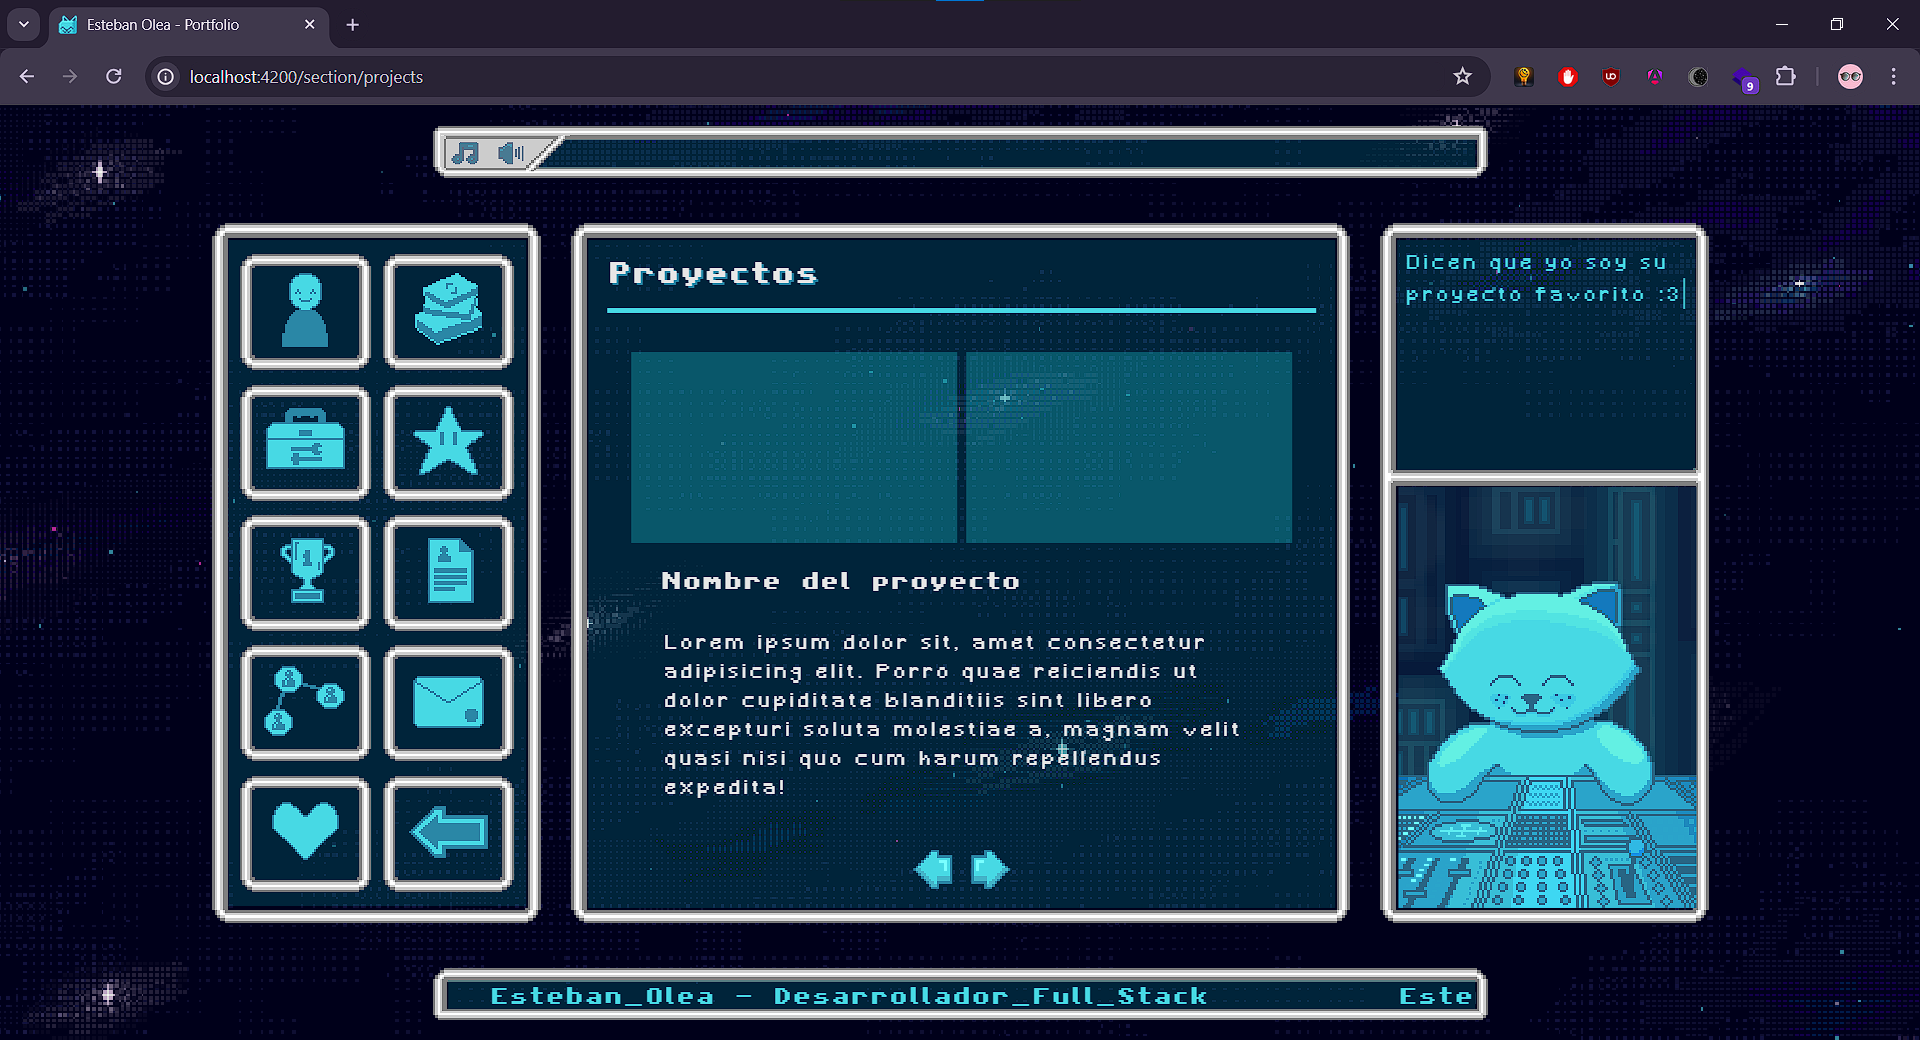 Esteban Olea - Portfolio
localhost:4200/section/projects
9
Proyectos
Nombre del proyecto
Lorem ipsum dolor sit, amet consectetur
adipisicing elit. Porro quae reiciendis ut
dolor cupiditate blanditiis sint libero
excepturi soluta molestiae a, magnam velit
quasi nisi quo cum harum repellendus
expedita!
Dicen que yo soy su
proyecto favorito :3
1
Esteban_Olea - Desarrollador_Full_Stack
Este